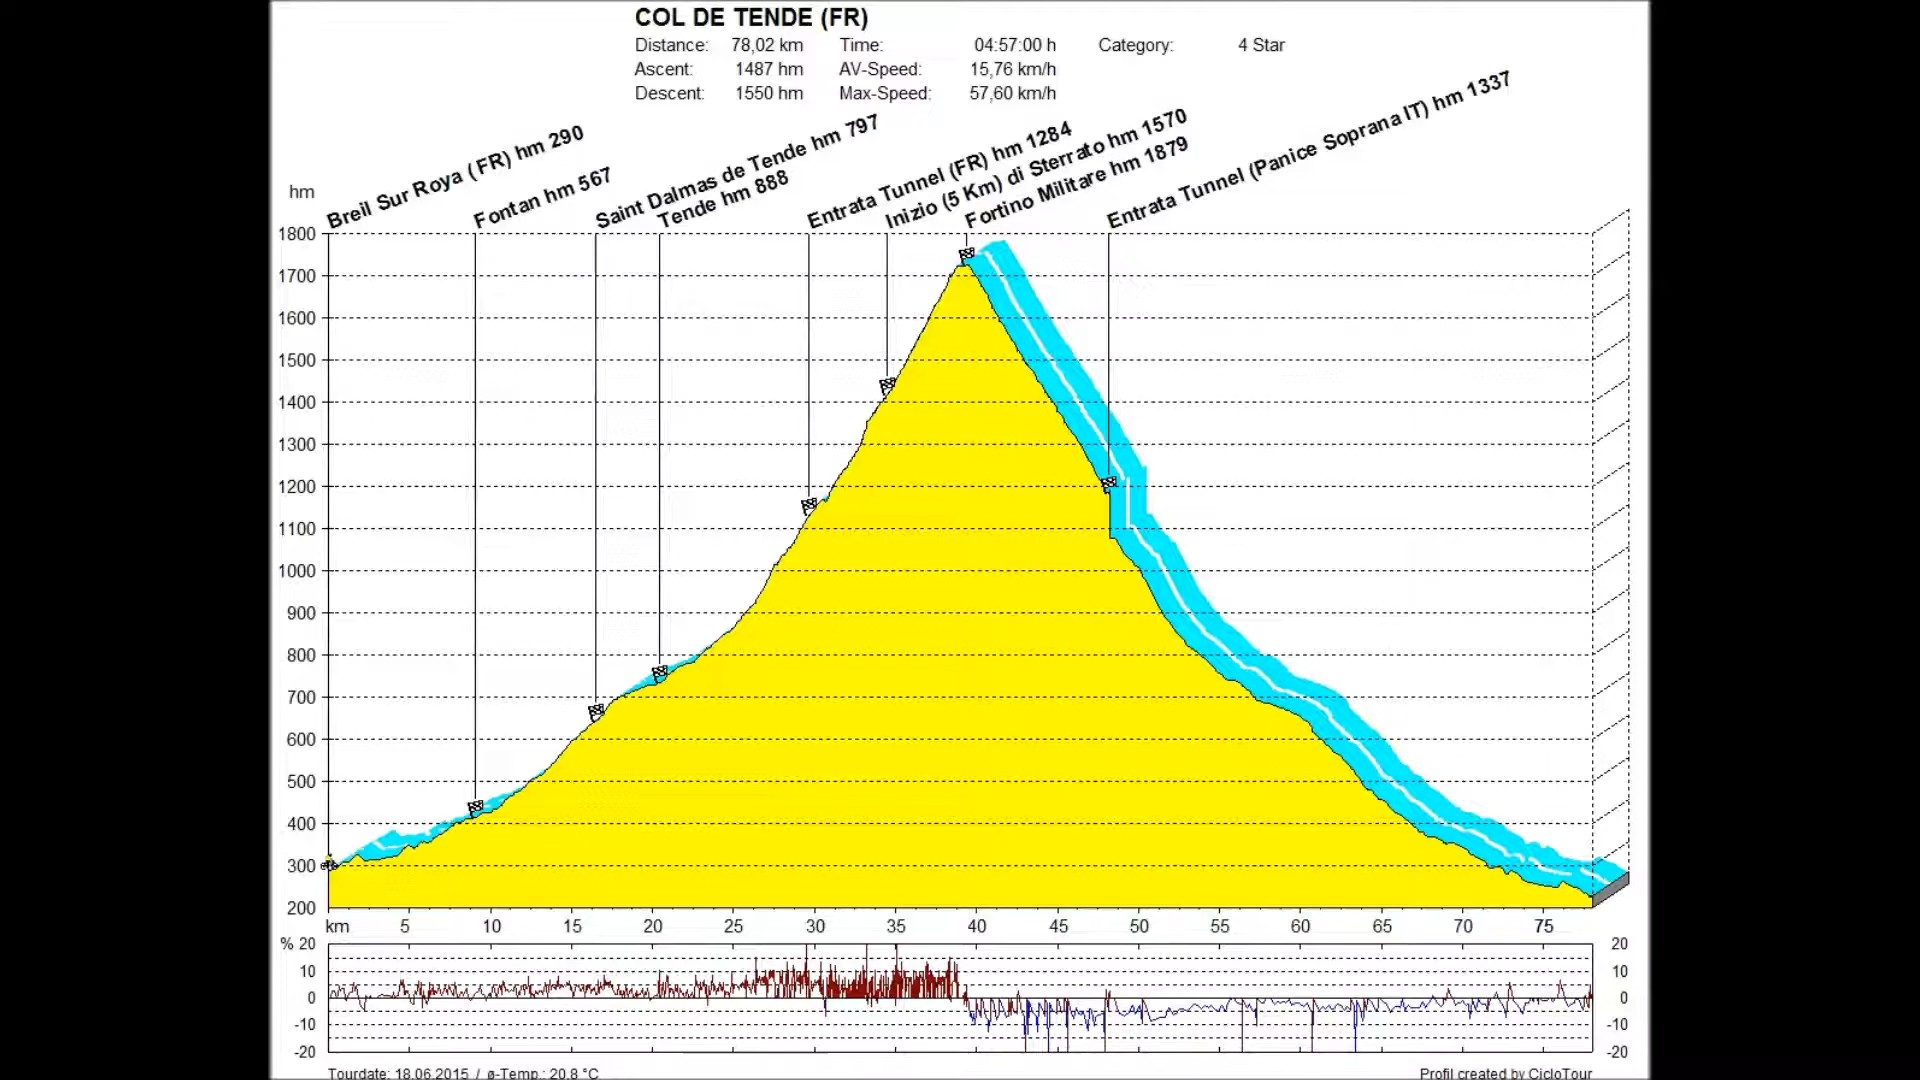 COL DE TENDE (FR)
Distance: 78,02 km Time: 04:57:00 h Category: 4 Star
Ascent: 1487 hm AV-Speed: 15,76 km/h
Descent: 1550 hm Max-Speed: 57,60 km/h
hm
Breil Sur Roya (FR) hm 290
Fontan hm 567
Saint Dalmas de Tende hm 797
Tende hm 888
Entrata Tunnel (FR) hm 1284
Inizio (5 Km) di Sterrato hm 1570
Fortino Militare hm 1879
Entrata Tunnel (Panice Soprana IT) hm 1337
1800
1700
1600
1500
1400
1300
1200
1100
1000
900
800
700
600
500
400
300
200
km 5 10 15 20 25 30 35 40 45 50 55 60 65 70 75
% 20 20
10 10
0 0
-10 -10
-20 -20
Tourdate: 18.06.2015 / ø-Temp.: 20.8 °C Profil created by CicloTour